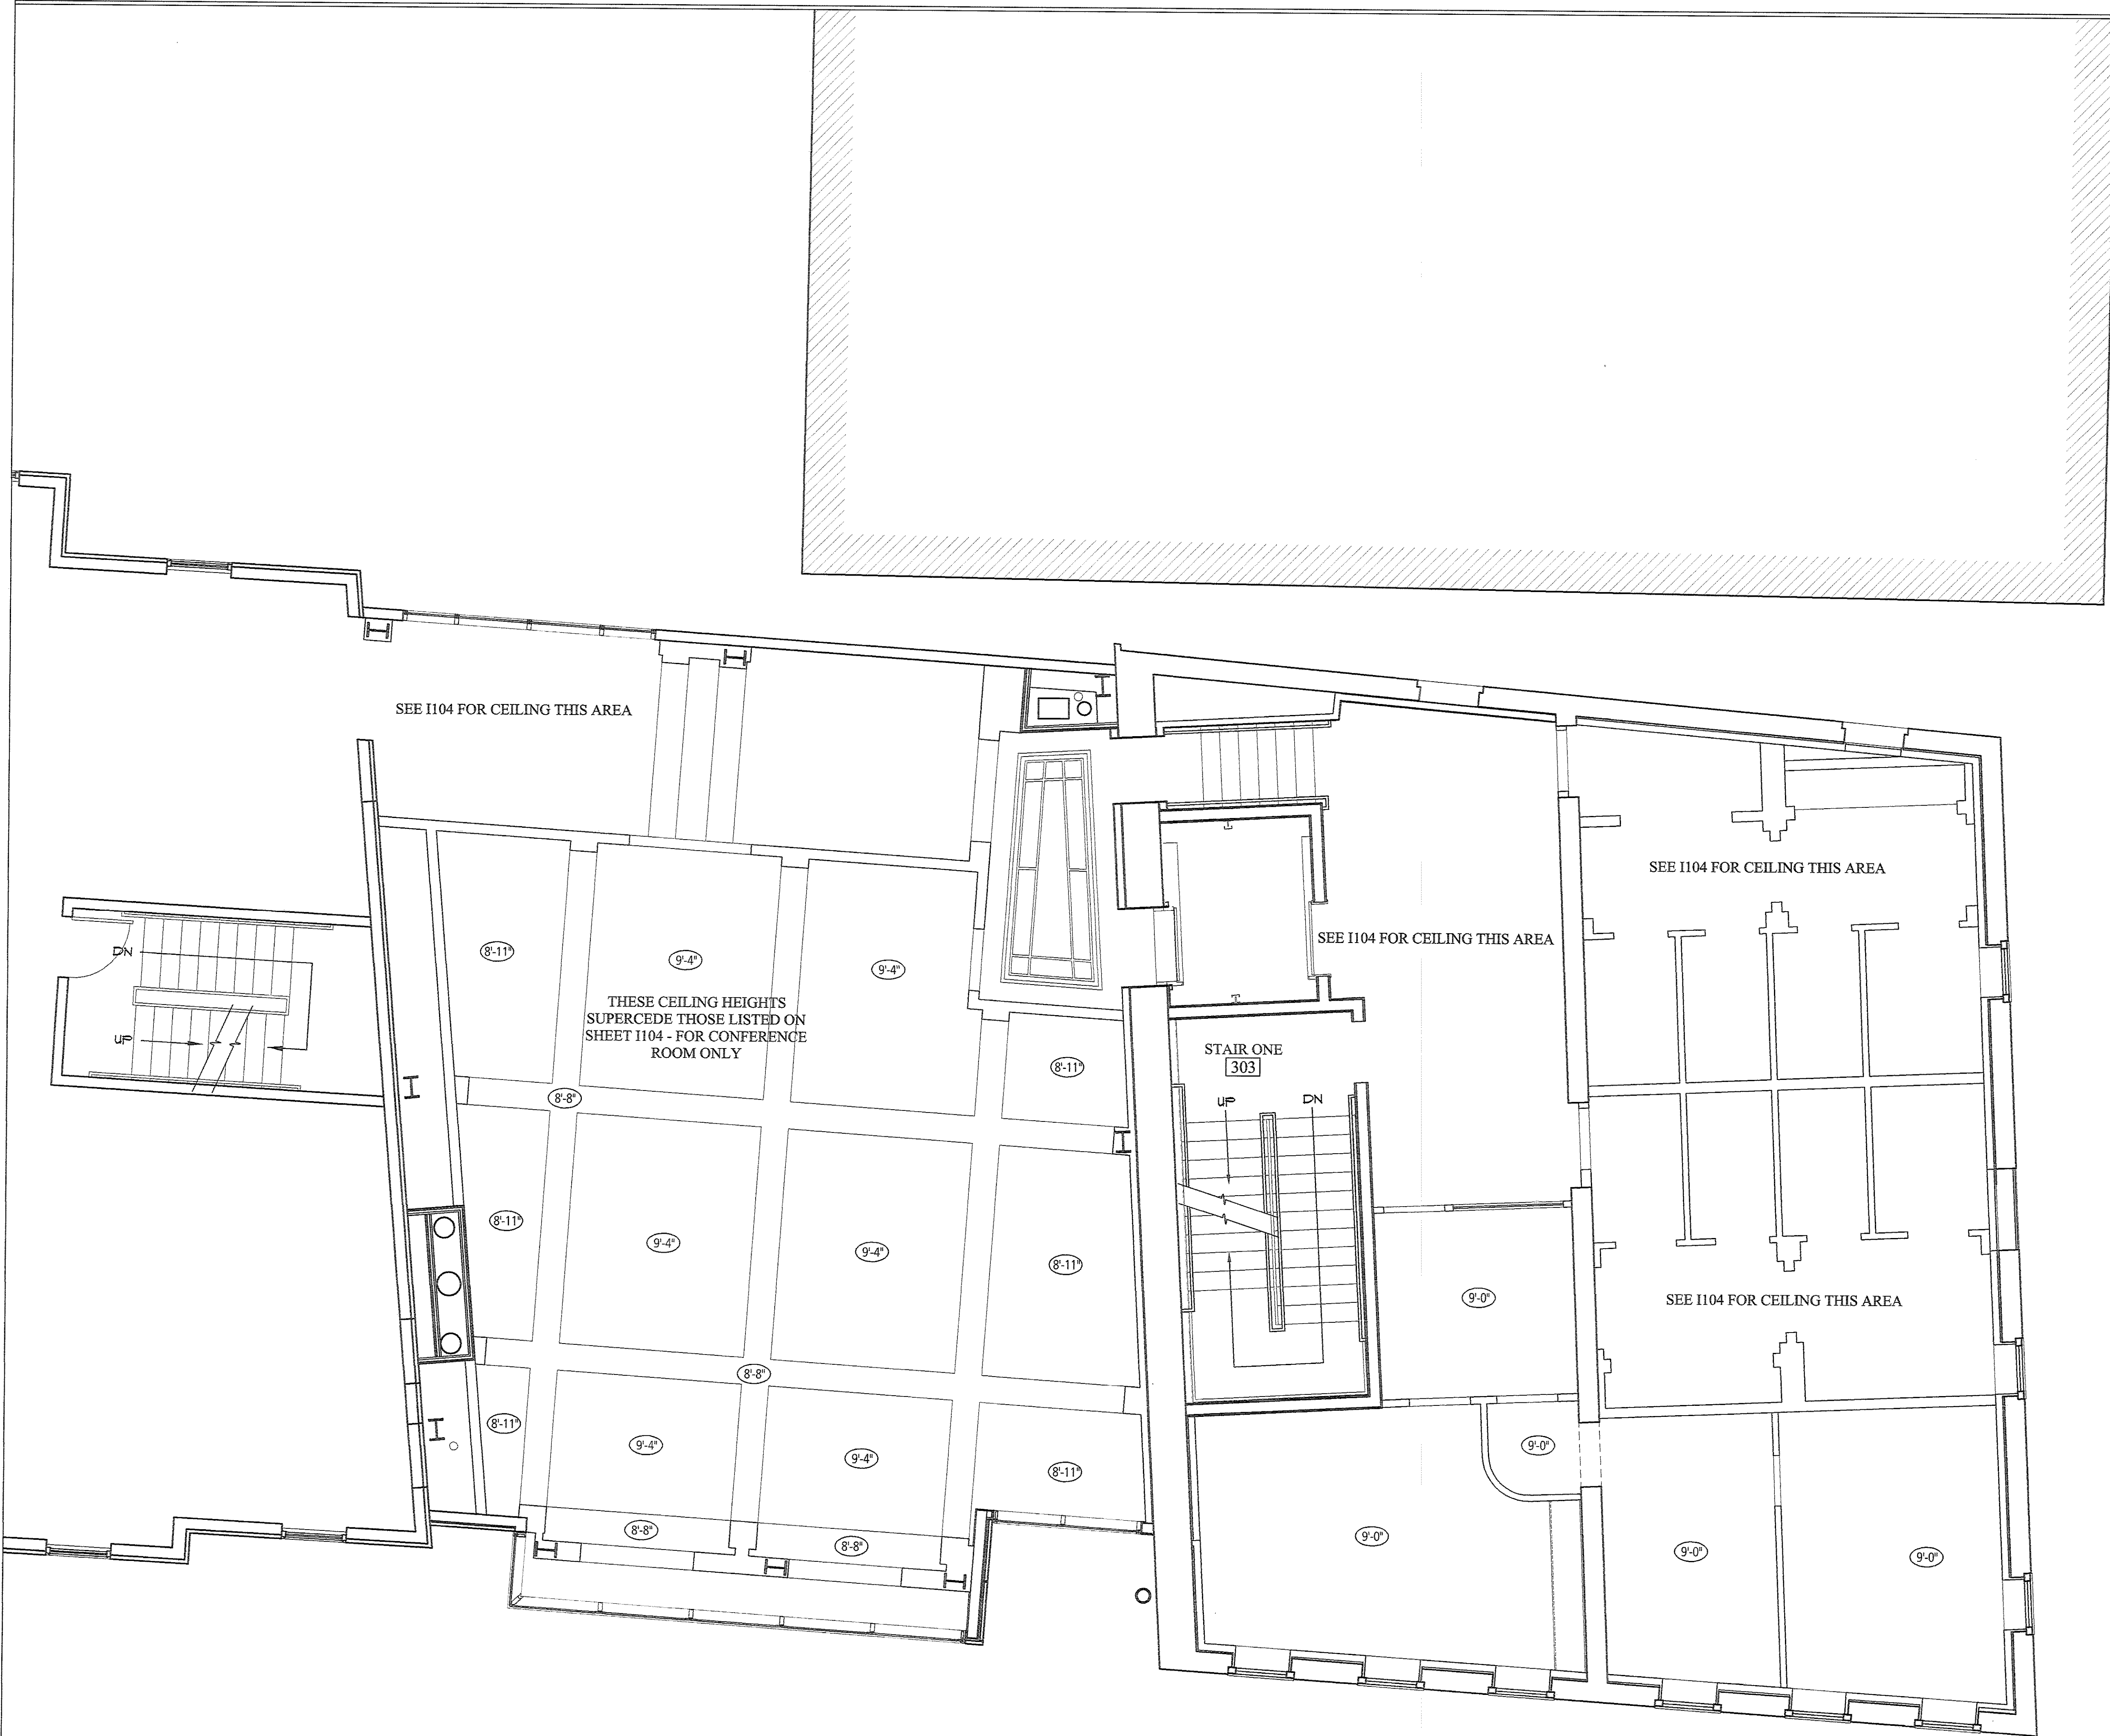 SEE I104 FOR CEILING THIS AREA
SEE I104 FOR CEILING THIS AREA
SEE I104 FOR CEILING THIS AREA
DN
UP
8'-11"
9'-4"
9'-4"
THESE CEILING HEIGHTS
SUPERCEDE THOSE LISTED ON
SHEET I104 - FOR CONFERENCE
ROOM ONLY
8'-11"
8'-8"
STAIR ONE
303
UP
DN
8'-11"
9'-4"
9'-4"
8'-11"
9'-0"
SEE I104 FOR CEILING THIS AREA
8'-8"
8'-11"
9'-4"
9'-4"
8'-11"
9'-0"
8'-8"
8'-8"
9'-0"
9'-0"
9'-0"